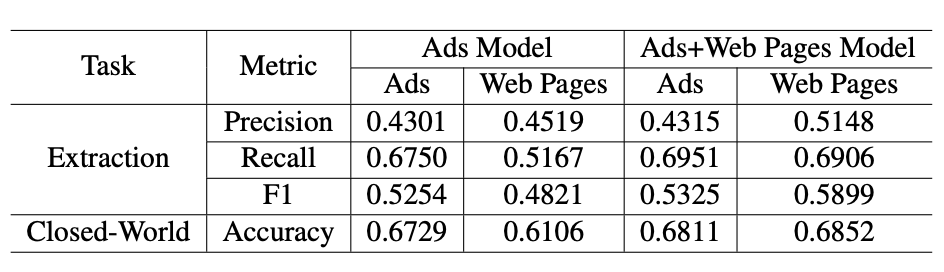 Task Metric Ads Model Ads+Web Pages Model
Ads Web Pages Ads Web Pages
Extraction Precision 0.4301 0.4519 0.4315 0.5148
Recall 0.6750 0.5167 0.6951 0.6906
F1 0.5254 0.4821 0.5325 0.5899
Closed-World Accuracy 0.6729 0.6106 0.6811 0.6852